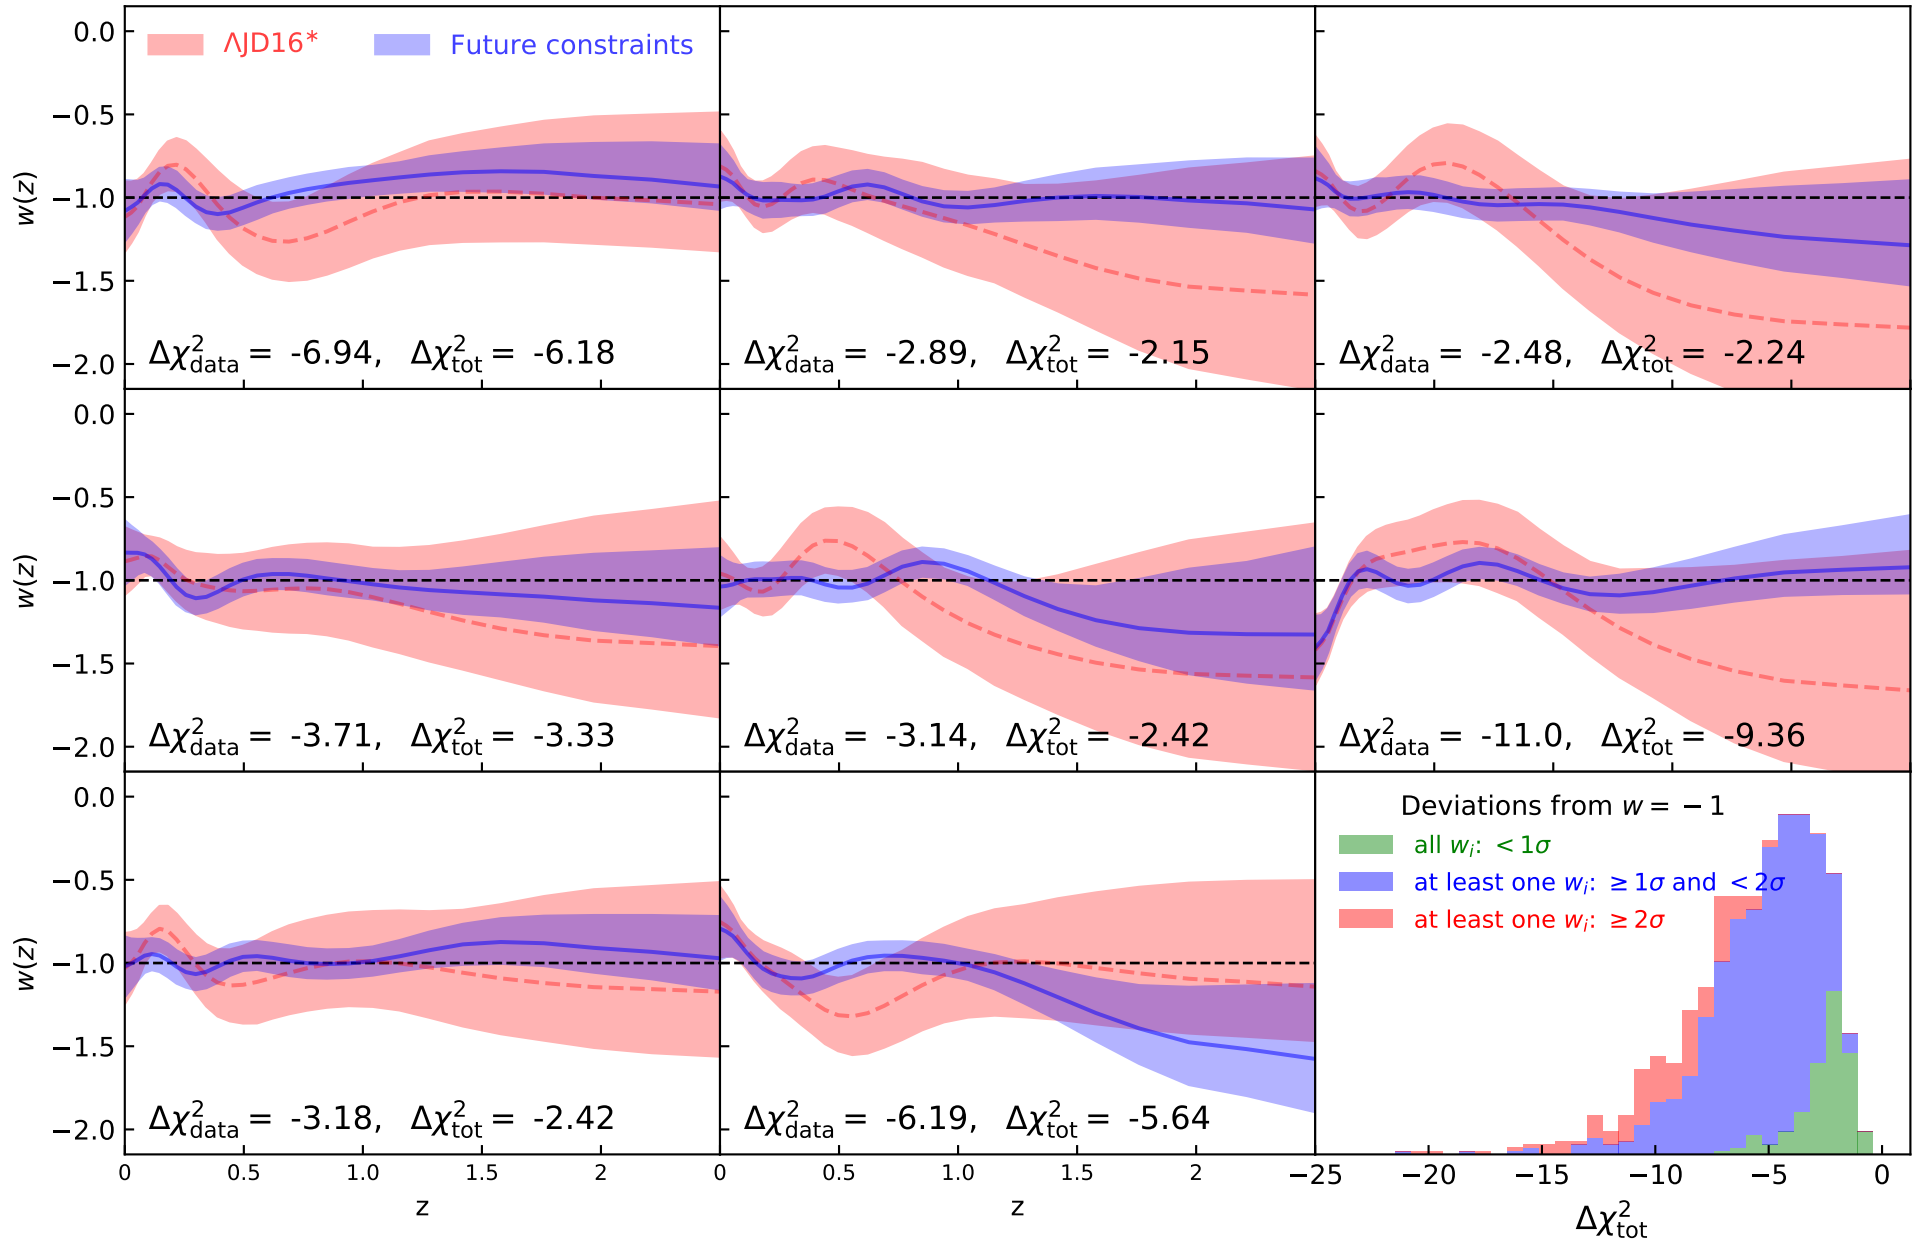 ΛJD16* Future constraints
0.0
−0.5
−1.0
−1.5
−2.0
w(z)
Δχ²data = -6.94, Δχ²tot = -6.18
Δχ²data = -2.89, Δχ²tot = -2.15
Δχ²data = -2.48, Δχ²tot = -2.24
0.0
−0.5
−1.0
−1.5
−2.0
w(z)
Δχ²data = -3.71, Δχ²tot = -3.33
Δχ²data = -3.14, Δχ²tot = -2.42
Δχ²data = -11.0, Δχ²tot = -9.36
0.0
−0.5
−1.0
−1.5
−2.0
w(z)
Δχ²data = -3.18, Δχ²tot = -2.42
Δχ²data = -6.19, Δχ²tot = -5.64
Deviations from w = −1
all wᵢ: < 1σ
at least one wᵢ: ≥ 1σ and < 2σ
at least one wᵢ: ≥ 2σ
0 0.5 1.0 1.5 2 0 0.5 1.0 1.5 2 −25 −20 −15 −10 −5 0
z z Δχ²tot